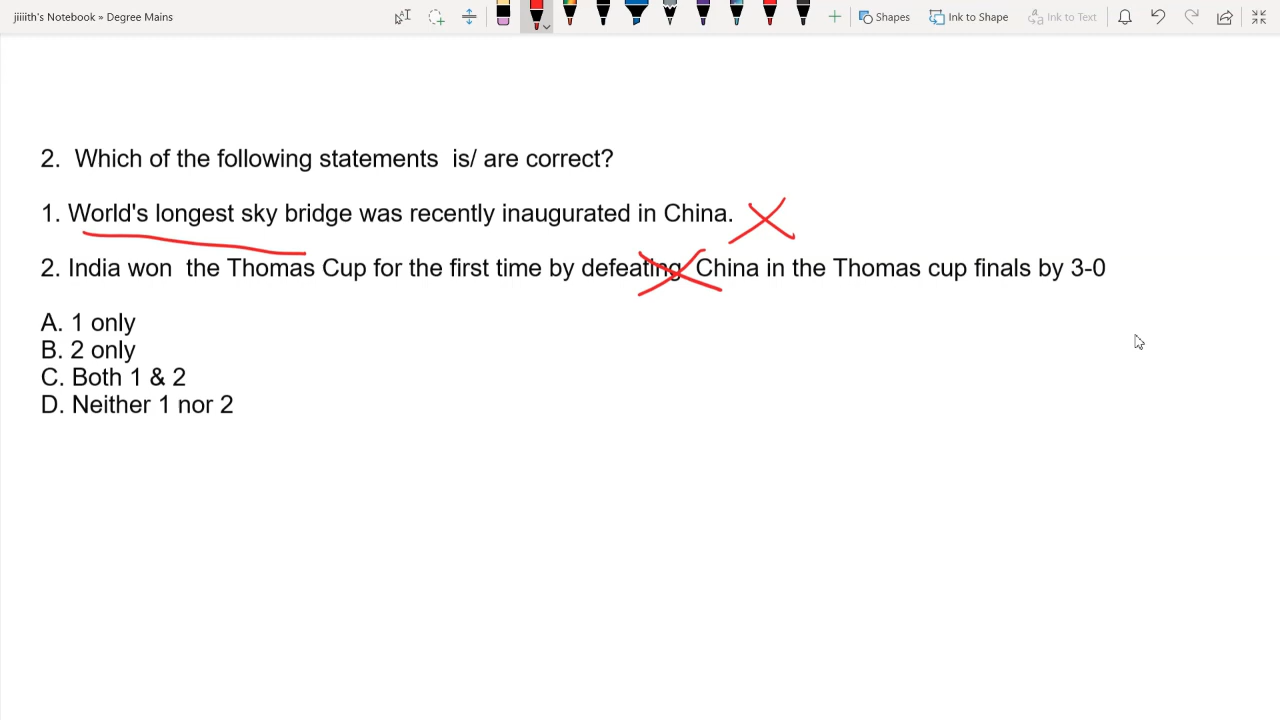 jiiiith's Notebook » Degree Mains
Shapes Ink to Shape Ink to Text
2. Which of the following statements is/ are correct?
1. World's longest sky bridge was recently inaugurated in China.
2. India won the Thomas Cup for the first time by defeating China in the Thomas cup finals by 3-0
A. 1 only
B. 2 only
C. Both 1 & 2
D. Neither 1 nor 2